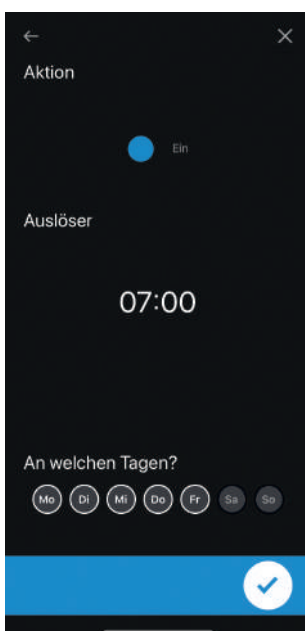 Aktion
Ein
Auslöser
07:00
An welchen Tagen?
Mo Di Mi Do Fr Sa So